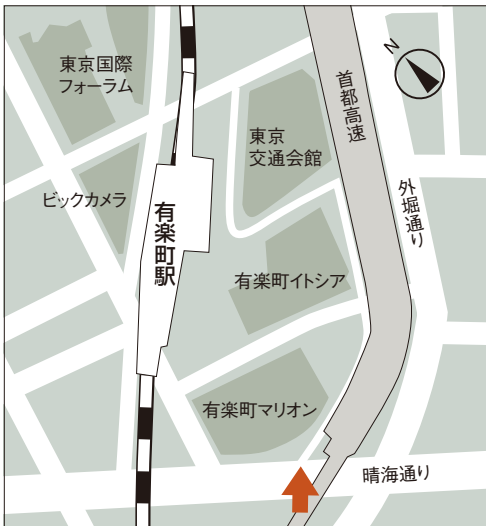 東京国際
フォーラム
N
首都高速
東京
交通会館
ビックカメラ
有楽町駅
外堀通り
有楽町イトシア
有楽町マリオン
晴海通り